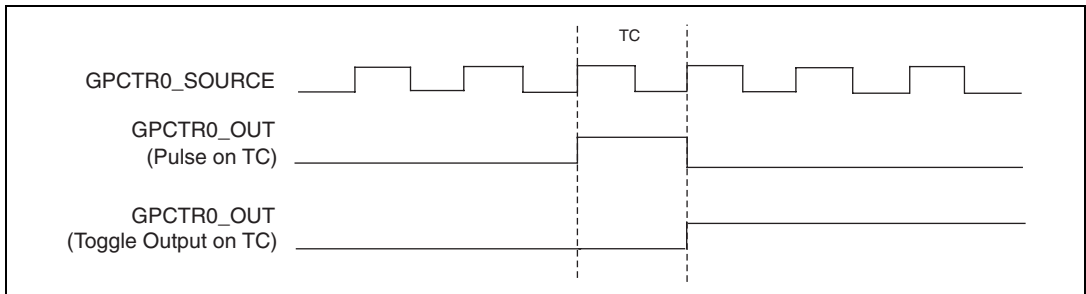 TC
GPCTR0_SOURCE
GPCTR0_OUT
(Pulse on TC)
GPCTR0_OUT
(Toggle Output on TC)